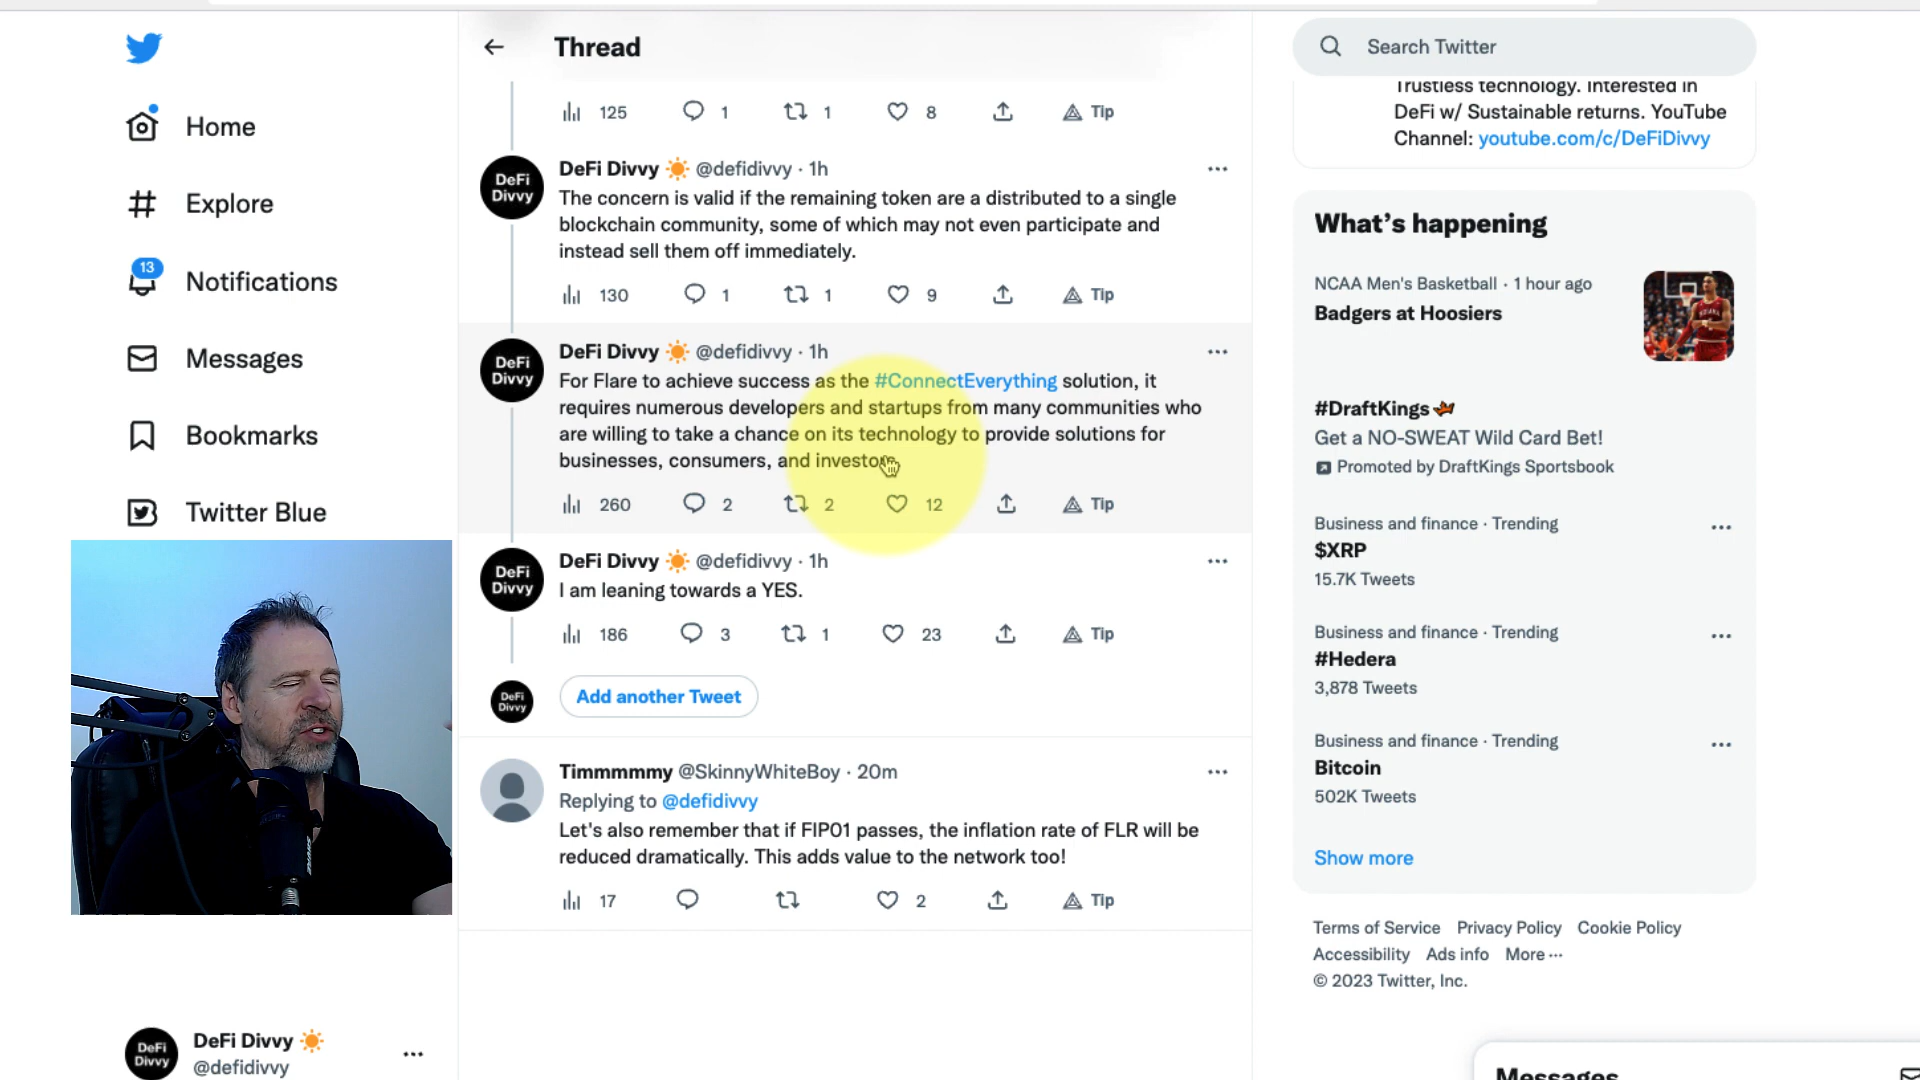 Home
Explore
13
Notifications
Messages
Bookmarks
Twitter Blue
DeFi Divvy
@defidivvy
DeFi
Divvy
Thread
125 1 1 8 Tip
DeFi
Divvy
DeFi Divvy @defidivvy · 1h
The concern is valid if the remaining token are a distributed to a single
blockchain community, some of which may not even participate and
instead sell them off immediately.
130 1 1 9 Tip
DeFi
Divvy
DeFi Divvy @defidivvy · 1h
For Flare to achieve success as the #ConnectEverything solution, it
requires numerous developers and startups from many communities who
are willing to take a chance on its technology to provide solutions for
businesses, consumers, and investors.
260 2 2 12 Tip
DeFi
Divvy
DeFi Divvy @defidivvy · 1h
I am leaning towards a YES.
186 3 1 23 Tip
DeFi
Divvy
Add another Tweet
Timmmmmy @SkinnyWhiteBoy · 20m
Replying to @defidivvy
Let's also remember that if FIP01 passes, the inflation rate of FLR will be
reduced dramatically. This adds value to the network too!
17 2 Tip
Search Twitter
Trustless technology. Interested in
DeFi w/ Sustainable returns. YouTube
Channel: youtube.com/c/DeFiDivvy
What's happening
NCAA Men's Basketball · 1 hour ago
Badgers at Hoosiers
#DraftKings
Get a NO-SWEAT Wild Card Bet!
Promoted by DraftKings Sportsbook
Business and finance · Trending
$XRP
15.7K Tweets
Business and finance · Trending
#Hedera
3,878 Tweets
Business and finance · Trending
Bitcoin
502K Tweets
Show more
Terms of Service Privacy Policy Cookie Policy
Accessibility Ads info More ···
© 2023 Twitter, Inc.
Messages